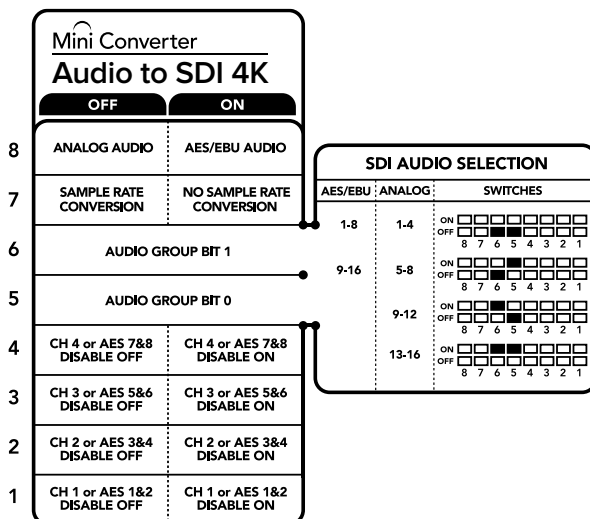 Mini Converter
Audio to SDI 4K
OFF ON
8 ANALOG AUDIO AES/EBU AUDIO
7 SAMPLE RATE CONVERSION NO SAMPLE RATE CONVERSION
6 AUDIO GROUP BIT 1
5 AUDIO GROUP BIT 0
4 CH 4 or AES 7&8 DISABLE OFF CH 4 or AES 7&8 DISABLE ON
3 CH 3 or AES 5&6 DISABLE OFF CH 3 or AES 5&6 DISABLE ON
2 CH 2 or AES 3&4 DISABLE OFF CH 2 or AES 3&4 DISABLE ON
1 CH 1 or AES 1&2 DISABLE OFF CH 1 or AES 1&2 DISABLE ON
SDI AUDIO SELECTION
AES/EBU ANALOG SWITCHES
1-8 1-4 ON
OFF
8 7 6 5 4 3 2 1
9-16 5-8 ON
OFF
8 7 6 5 4 3 2 1
9-12 ON
OFF
8 7 6 5 4 3 2 1
13-16 ON
OFF
8 7 6 5 4 3 2 1